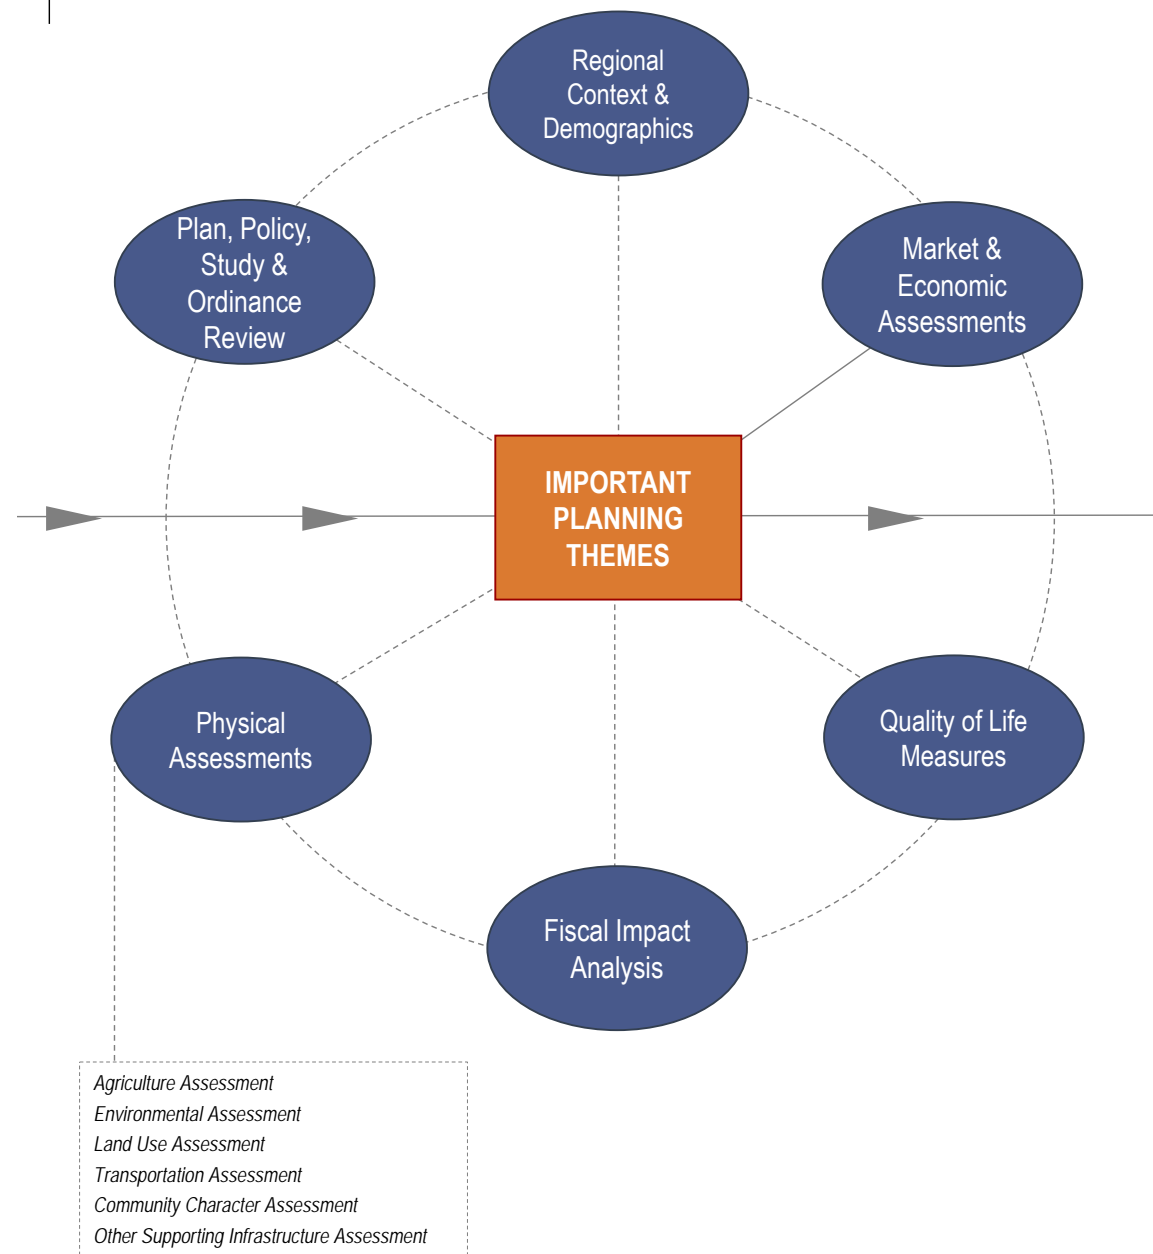 Regional
Context &
Demographics
Plan, Policy,
Study &
Ordinance
Review
Market &
Economic
Assessments
IMPORTANT
PLANNING
THEMES
Physical
Assessments
Quality of Life
Measures
Fiscal Impact
Analysis
Agriculture Assessment
Environmental Assessment
Land Use Assessment
Transportation Assessment
Community Character Assessment
Other Supporting Infrastructure Assessment